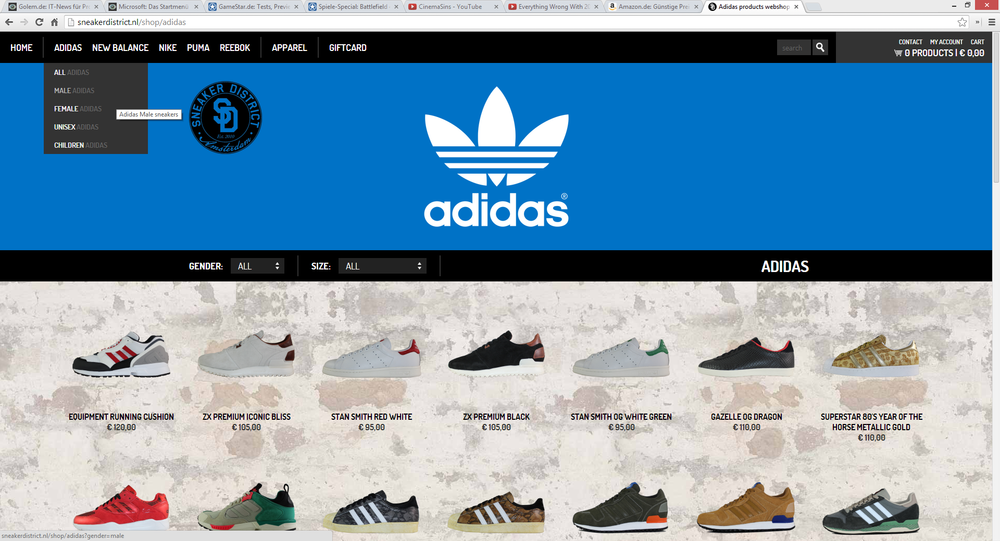 Golem.de: IT-News für Pro
Microsoft: Das Startmenü
GameStar.de: Tests, Previe
Spiele-Special: Battlefield
CinemaSins - YouTube
Everything Wrong With 20
Amazon.de: Günstige Prei
Adidas products webshop
sneakerdistrict.nl/shop/adidas
HOME
ADIDAS
NEW BALANCE
NIKE
PUMA
REEBOK
APPAREL
GIFTCARD
search
CONTACT
MY ACCOUNT
CART
0 PRODUCTS | € 0,00
ALL ADIDAS
MALE ADIDAS
FEMALE ADIDAS
UNISEX ADIDAS
CHILDREN ADIDAS
Adidas Male sneakers
SNEAKER DISTRICT
SD
Est. 2010
Amsterdam
adidas®
GENDER: ALL
SIZE: ALL
ADIDAS
EQUIPMENT RUNNING CUSHION
€ 120,00
ZX PREMIUM ICONIC BLISS
€ 105,00
STAN SMITH RED WHITE
€ 95,00
ZX PREMIUM BLACK
€ 105,00
STAN SMITH OG WHITE GREEN
€ 95,00
GAZELLE OG DRAGON
€ 110,00
SUPERSTAR 80'S YEAR OF THE
HORSE METALLIC GOLD
€ 110,00
sneakerdistrict.nl/shop/adidas?gender=male